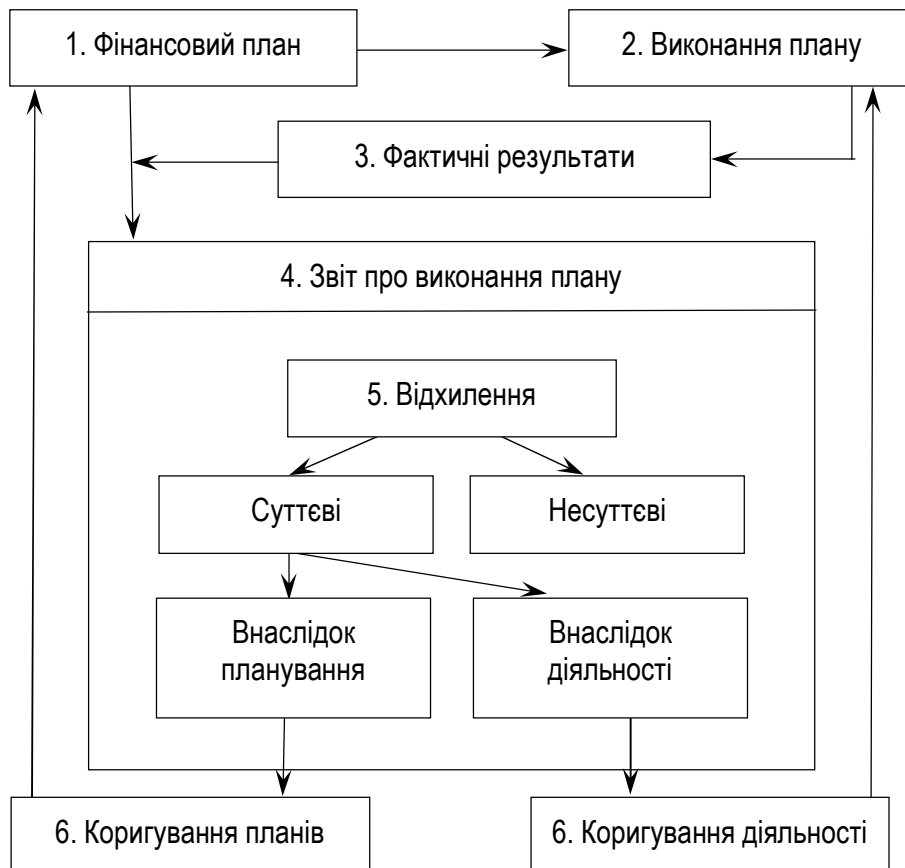 1. Фінансовий план
2. Виконання плану
3. Фактичні результати
4. Звіт про виконання плану
5. Відхилення
Суттєві
Несуттєві
Внаслідок
планування
Внаслідок
діяльності
6. Коригування планів
6. Коригування діяльності